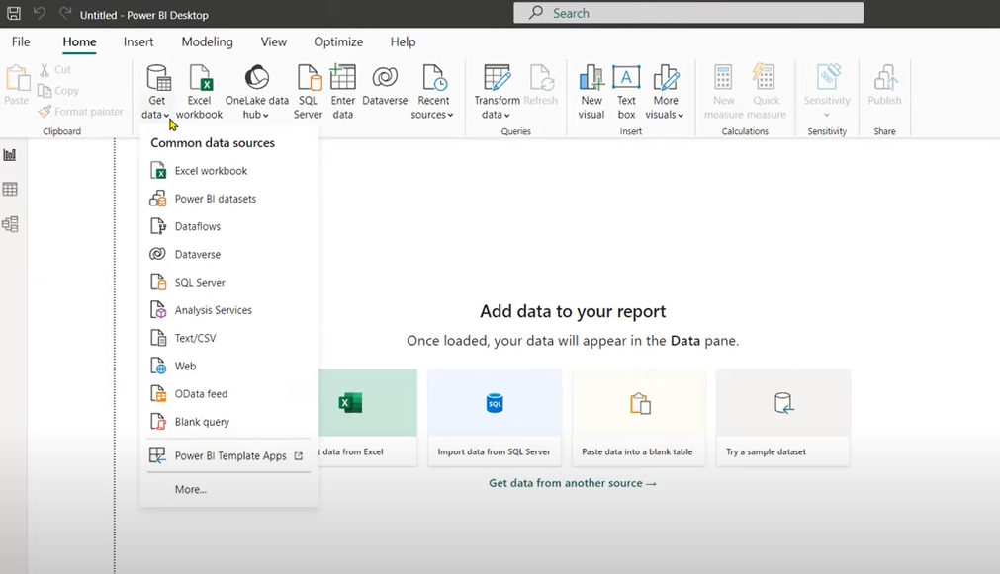 Untitled - Power BI Desktop
Search
File Home Insert Modeling View Optimize Help
Paste
Cut
Copy
Format painter
Clipboard
Get data
Excel workbook
OneLake data hub
SQL Server
Enter data
Dataverse
Recent sources
Transform data
Refresh
Queries
New visual
Text box
More visuals
Insert
New measure
Quick measure
Calculations
Sensitivity
Sensitivity
Publish
Share
Common data sources
Excel workbook
Power BI datasets
Dataflows
Dataverse
SQL Server
Analysis Services
Text/CSV
Web
OData feed
Blank query
Power BI Template Apps
More...
Add data to your report
Once loaded, your data will appear in the Data pane.
data from Excel
Import data from SQL Server
Paste data into a blank table
Try a sample dataset
Get data from another source →
SQL